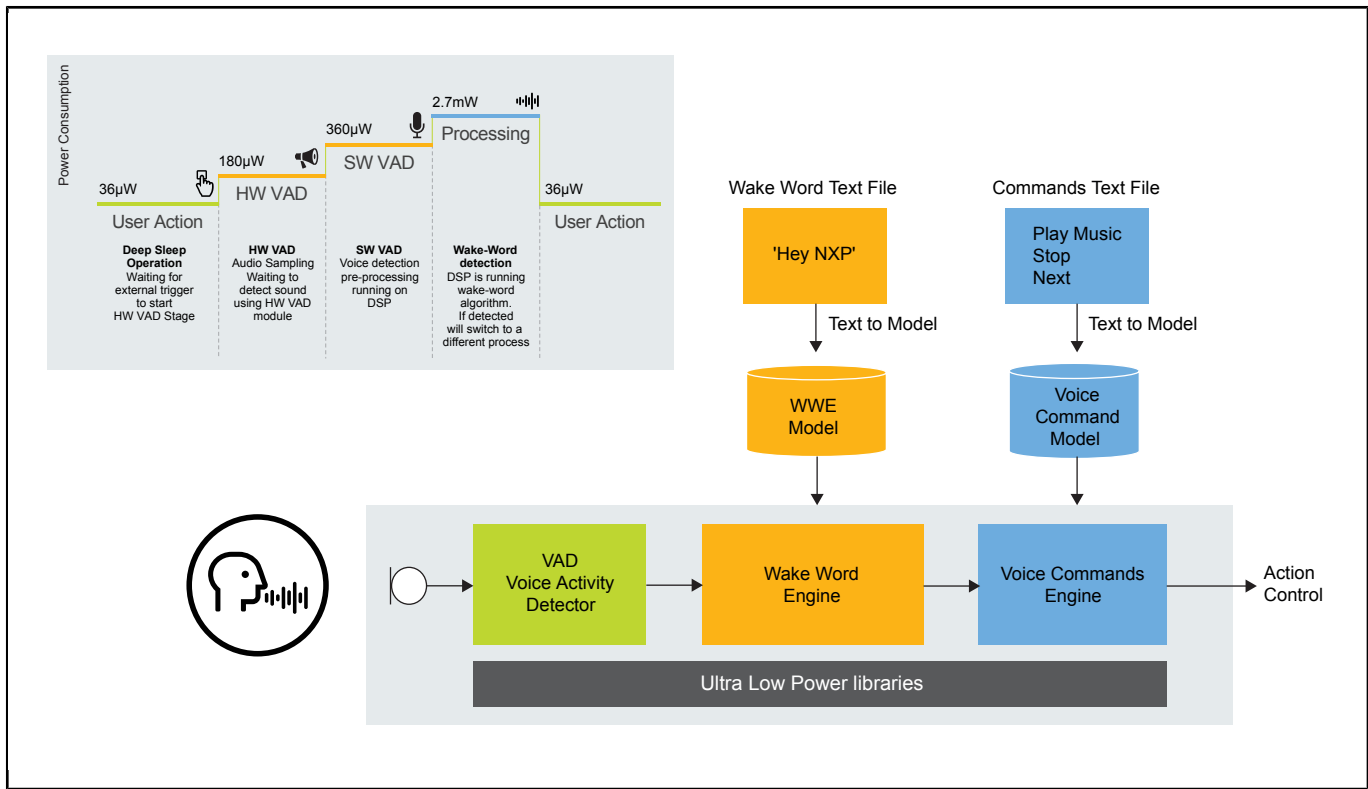 Power Consumption
36µW
User Action
180µW
HW VAD
360µW
SW VAD
2.7mW
Processing
36µW
User Action
Deep Sleep
Operation
Waiting for
external trigger
to start
HW VAD Stage
HW VAD
Audio Sampling
Waiting to
detect sound
using HW VAD
module
SW VAD
Voice detection
pre-processing
running on
DSP
Wake-Word
detection
DSP is running
wake-word
algorithm.
If detected
will switch to a
different process
Wake Word Text File
'Hey NXP'
Text to Model
WWE
Model
Commands Text File
Play Music
Stop
Next
Text to Model
Voice
Command
Model
VAD
Voice Activity
Detector
Wake Word
Engine
Voice Commands
Engine
Action
Control
Ultra Low Power libraries